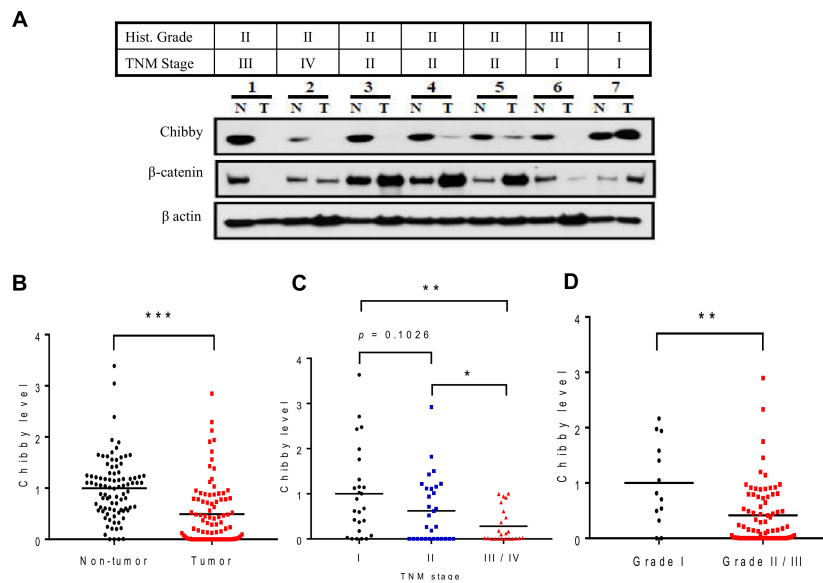 A
Hist. Grade II II II II II III I
TNM Stage III IV II II II I I
1 2 3 4 5 6 7
N T N T N T N T N T N T N T
Chibby
β-catenin
β actin
B
***
4
3
2
1
0
Chibby level
Non-tumor Tumor
C
**
p = 0.1026
*
4
3
2
1
0
Chibby level
I II III / IV
TNM stage
D
**
4
3
2
1
0
Chibby level
Grade I Grade II / III